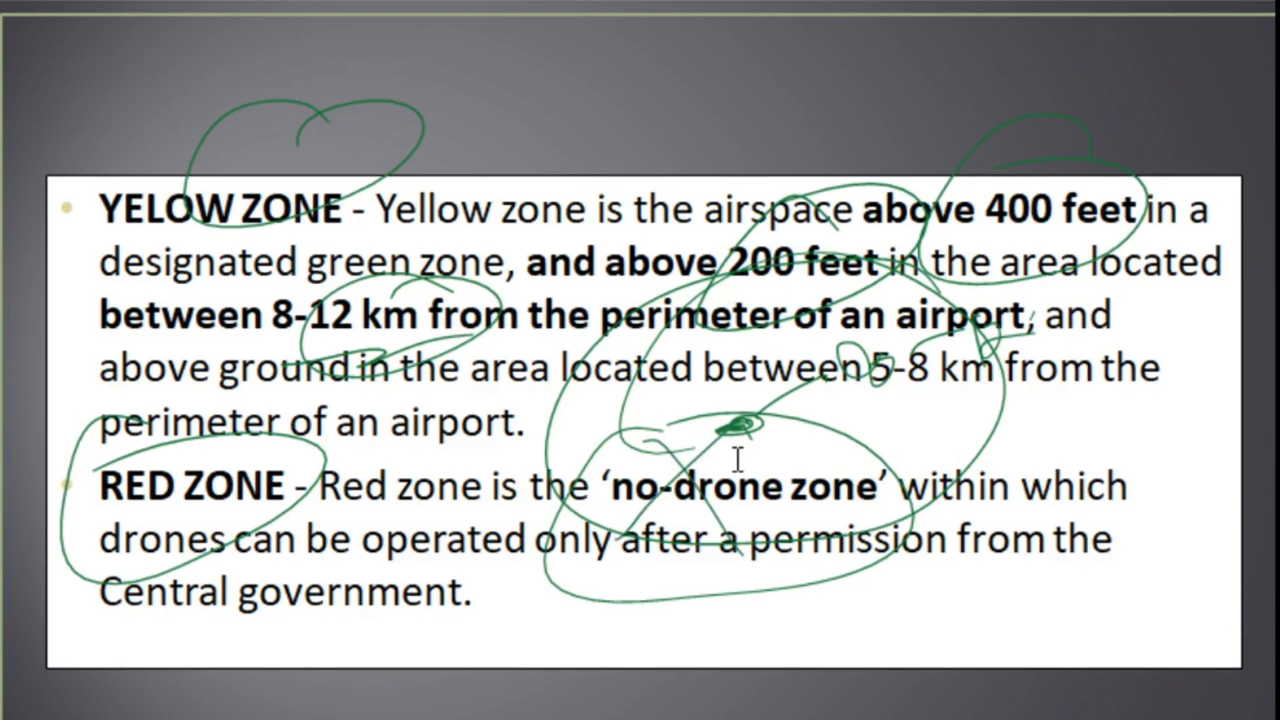 • YELOW ZONE - Yellow zone is the airspace above 400 feet in a
designated green zone, and above 200 feet in the area located
between 8-12 km from the perimeter of an airport, and
above ground in the area located between 5-8 km from the
perimeter of an airport.
• RED ZONE - Red zone is the ‘no-drone zone’ within which
drones can be operated only after a permission from the
Central government.